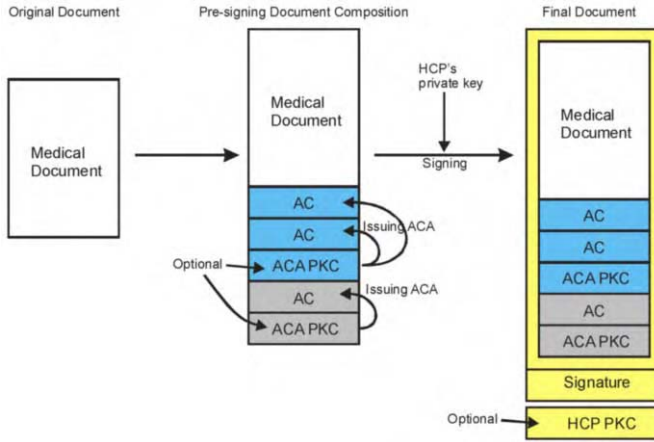 Original Document
Pre-signing Document Composition
Final Document
Medical
Document
Medical
Document
HCP's
private key
Signing
Medical
Document
AC
AC
ACA PKC
AC
ACA PKC
Issuing ACA
Issuing ACA
Optional
AC
AC
ACA PKC
AC
ACA PKC
Signature
Optional
HCP PKC